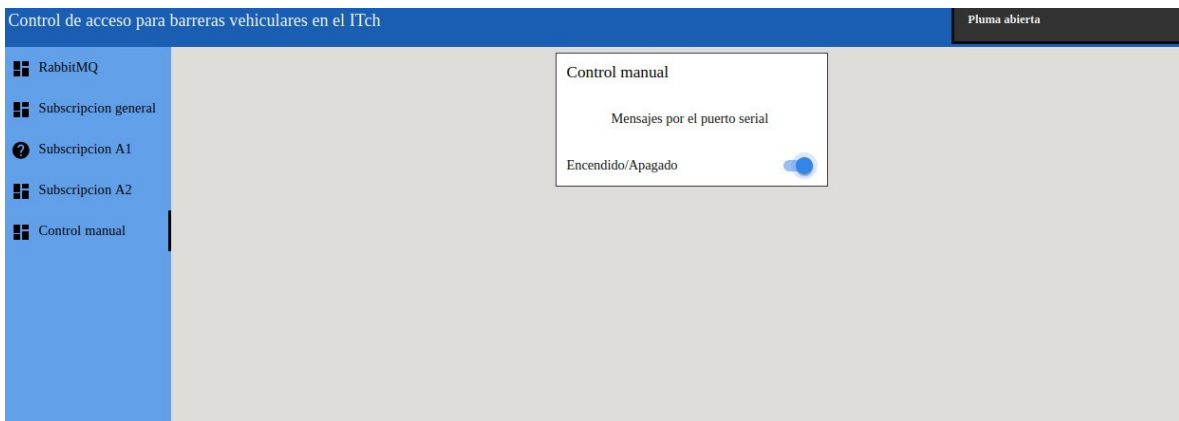 Control de acceso para barreras vehiculares en el ITch
Pluma abierta
RabbitMQ
Subscripcion general
Subscripcion A1
Subscripcion A2
Control manual
Control manual
Mensajes por el puerto serial
Encendido/Apagado